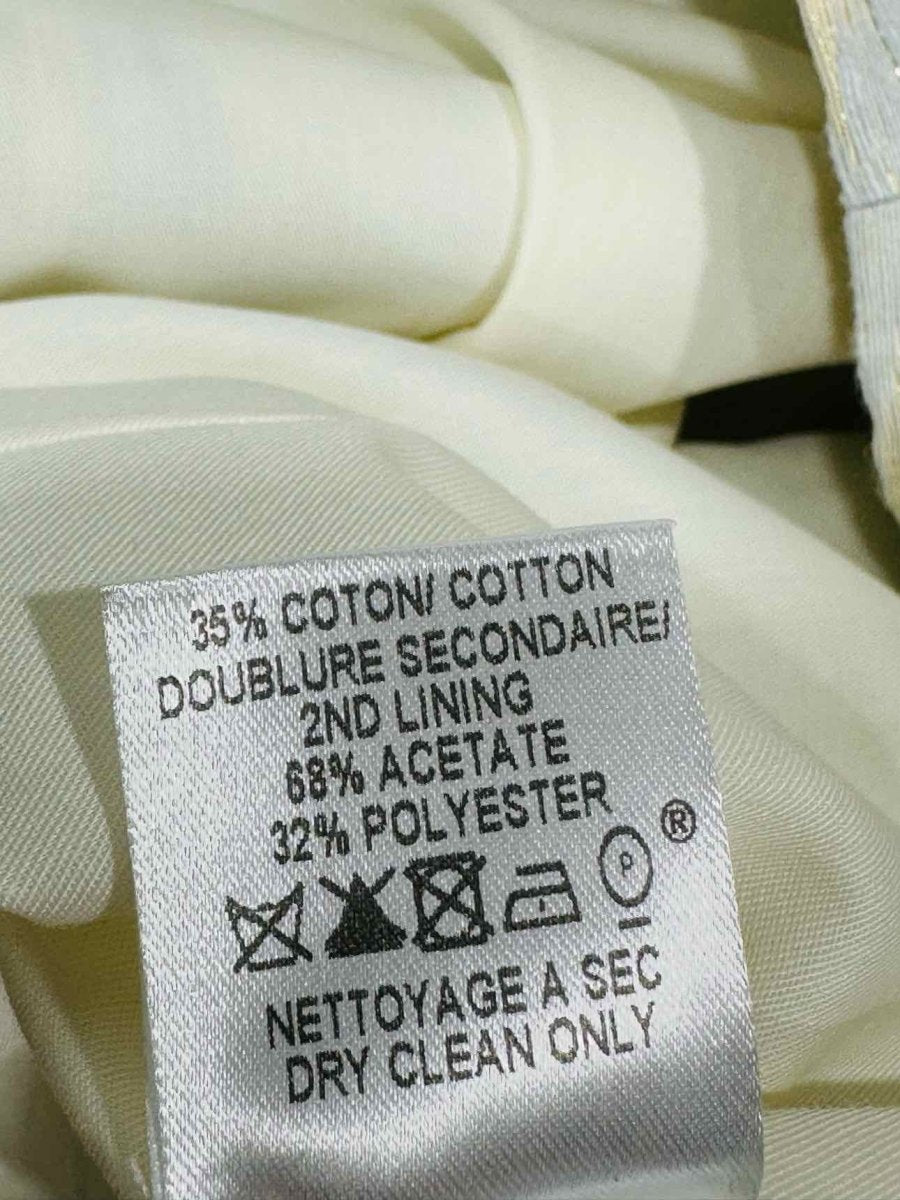 35% COTON/ COTTON
DOUBLURE SECONDAIRE/
2ND LINING
68% ACETATE
32% POLYESTER
P ®
NETTOYAGE A SEC
DRY CLEAN ONLY